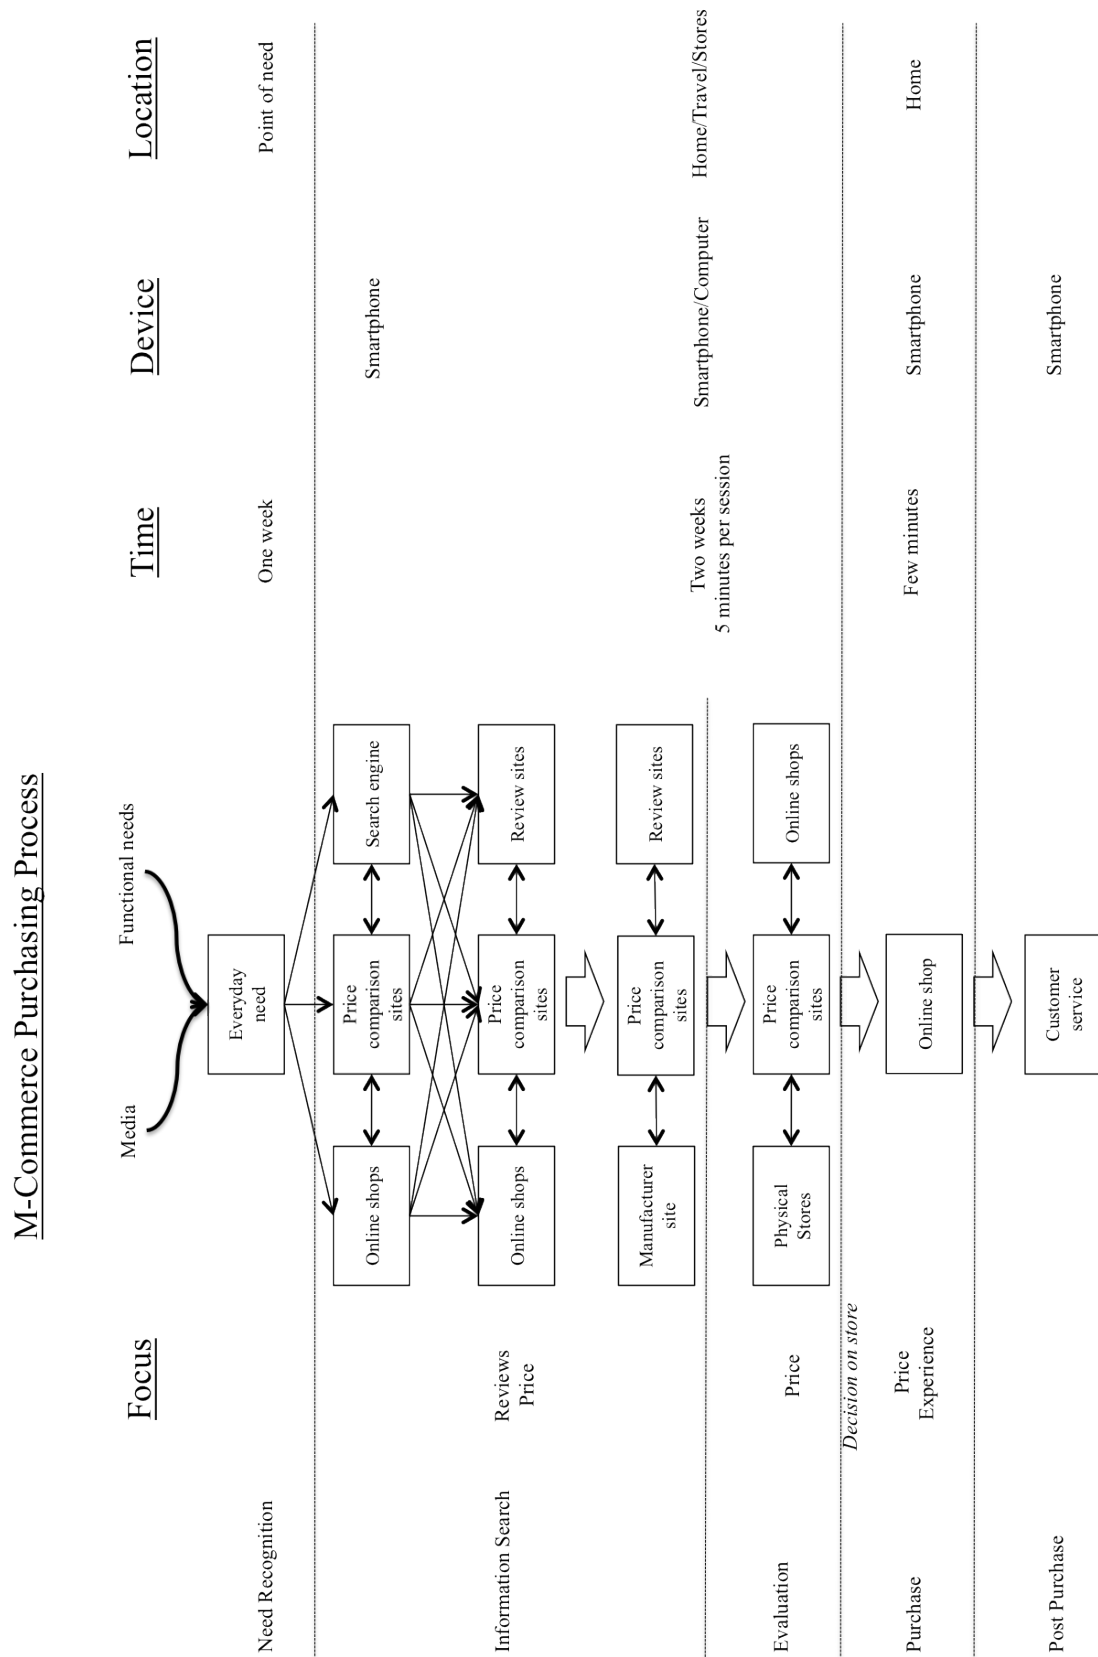 M-Commerce Purchasing Process
Focus
Time
Device
Location
Media
Functional needs
Need Recognition
Everyday
need
One week
Point of need
Online shops
Price
comparison
sites
Search engine
Smartphone
Information Search
Reviews
Price
Online shops
Price
comparison
sites
Review sites
Manufacturer
site
Price
comparison
sites
Review sites
Two weeks
5 minutes per session
Smartphone/Computer
Home/Travel/Stores
Evaluation
Price
Physical
Stores
Price
comparison
sites
Online shops
Decision on store
Purchase
Price
Experience
Online shop
Few minutes
Smartphone
Home
Post Purchase
Customer
service
Smartphone